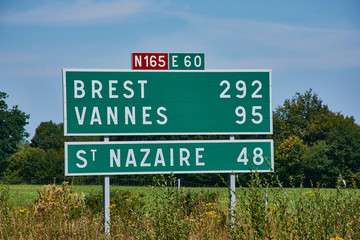 N165 E 60
BREST 292
VANNES 95
ST NAZAIRE 48